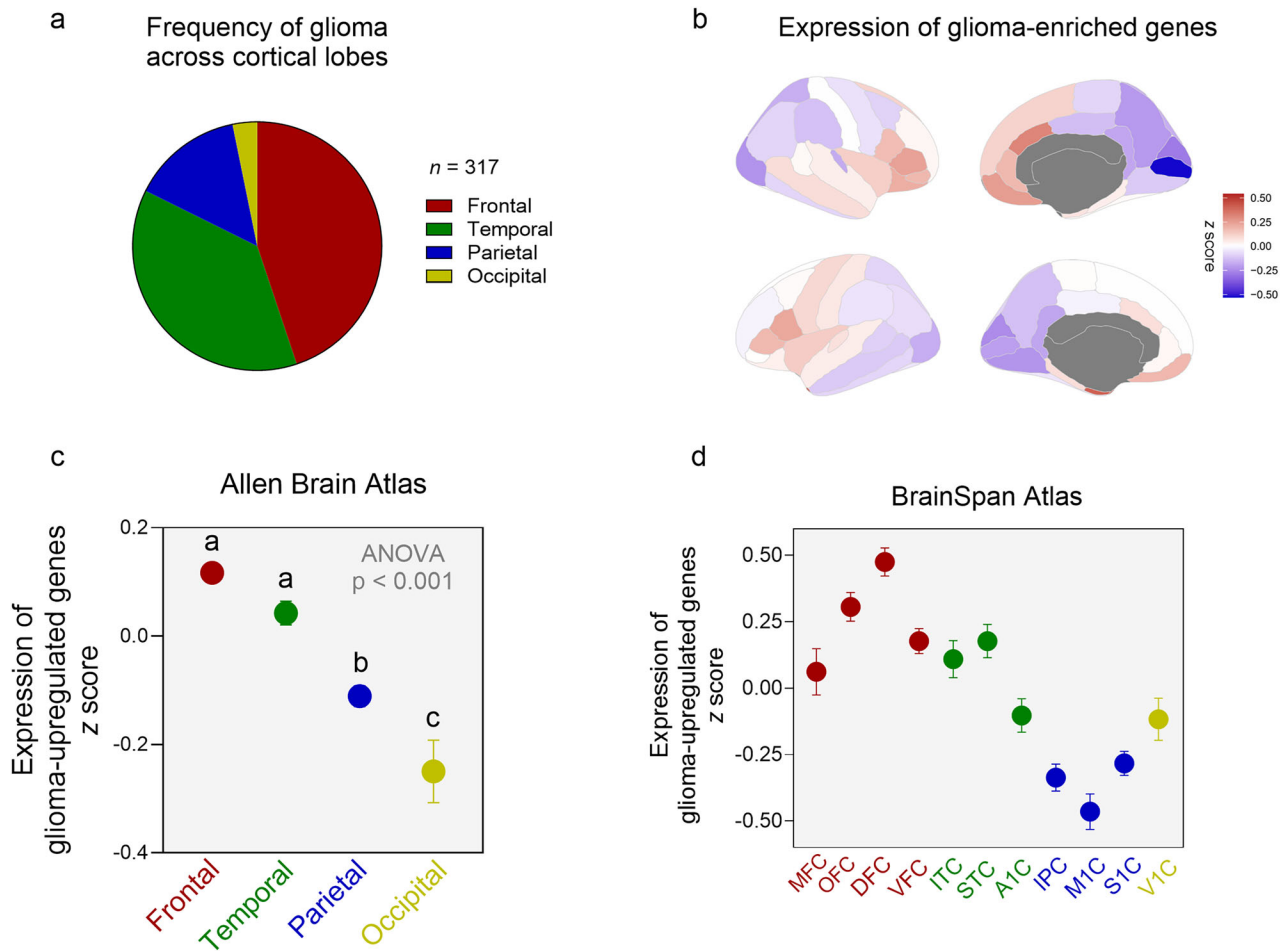 a
Frequency of glioma
across cortical lobes
n = 317
Frontal
Temporal
Parietal
Occipital
b
Expression of glioma-enriched genes
0.50
0.25
0.00
−0.25
−0.50
z score
c
Allen Brain Atlas
Expression of
glioma-upregulated genes
z score
0.2
0.0
-0.2
-0.4
a
a
b
c
ANOVA
p < 0.001
Frontal
Temporal
Parietal
Occipital
d
BrainSpan Atlas
Expression of
glioma-upregulated genes
z score
0.50
0.25
0.00
-0.25
-0.50
MFC
OFC
DFC
VFC
ITC
STC
A1C
IPC
M1C
S1C
V1C